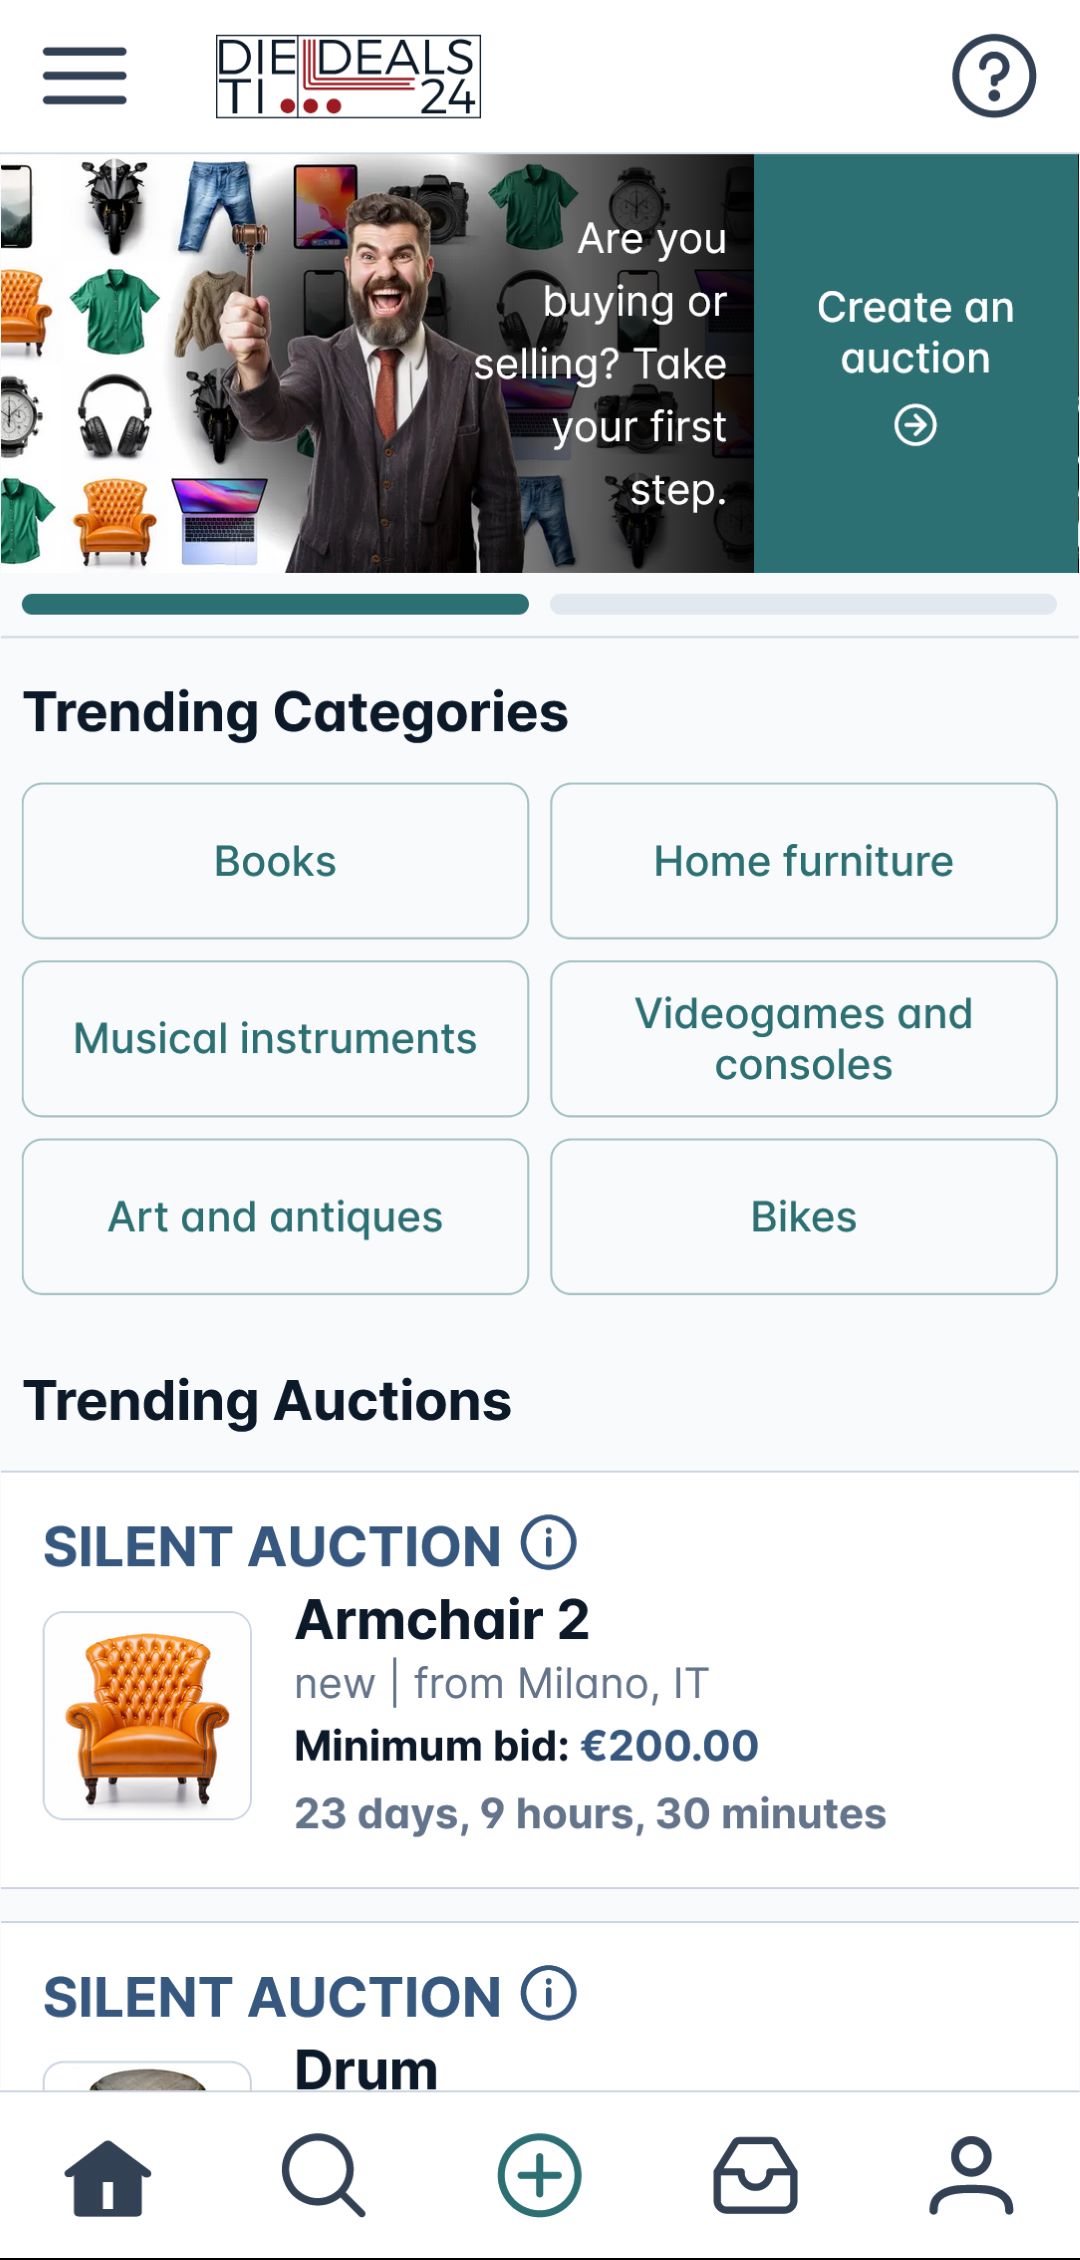 DIE DEALS
TI ... 24
Are you
buying or
selling? Take
your first
step.
Create an
auction
Trending Categories
Books
Home furniture
Musical instruments
Videogames and
consoles
Art and antiques
Bikes
Trending Auctions
SILENT AUCTION
Armchair 2
new | from Milano, IT
Minimum bid: €200.00
23 days, 9 hours, 30 minutes
SILENT AUCTION
Drum